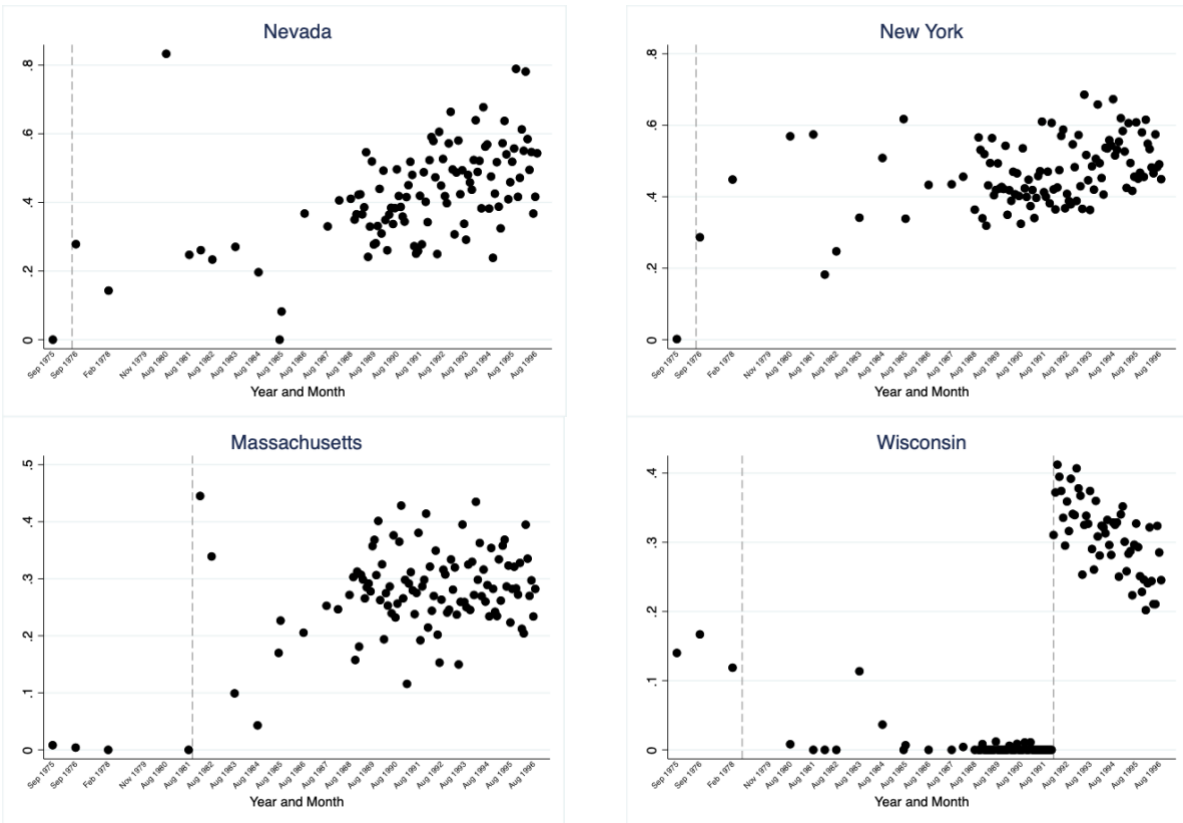 Nevada
.8
.6
.4
.2
0
Sep 1975
Sep 1976
Feb 1978
Nov 1979
Aug 1980
Aug 1981
Aug 1982
Aug 1983
Aug 1984
Aug 1985
Aug 1986
Aug 1987
Aug 1988
Aug 1989
Aug 1990
Aug 1991
Aug 1992
Aug 1993
Aug 1994
Aug 1995
Aug 1996
Year and Month
New York
.8
.6
.4
.2
0
Sep 1975
Sep 1976
Feb 1978
Nov 1979
Aug 1980
Aug 1981
Aug 1982
Aug 1983
Aug 1984
Aug 1985
Aug 1986
Aug 1987
Aug 1988
Aug 1989
Aug 1990
Aug 1991
Aug 1992
Aug 1993
Aug 1994
Aug 1995
Aug 1996
Year and Month
Massachusetts
.5
.4
.3
.2
.1
0
Sep 1975
Sep 1976
Feb 1978
Nov 1979
Aug 1980
Aug 1981
Aug 1982
Aug 1983
Aug 1984
Aug 1985
Aug 1986
Aug 1987
Aug 1988
Aug 1989
Aug 1990
Aug 1991
Aug 1992
Aug 1993
Aug 1994
Aug 1995
Aug 1996
Year and Month
Wisconsin
.4
.3
.2
.1
0
Sep 1975
Sep 1976
Feb 1978
Nov 1979
Aug 1980
Aug 1981
Aug 1982
Aug 1983
Aug 1984
Aug 1985
Aug 1986
Aug 1987
Aug 1988
Aug 1989
Aug 1990
Aug 1991
Aug 1992
Aug 1993
Aug 1994
Aug 1995
Aug 1996
Year and Month